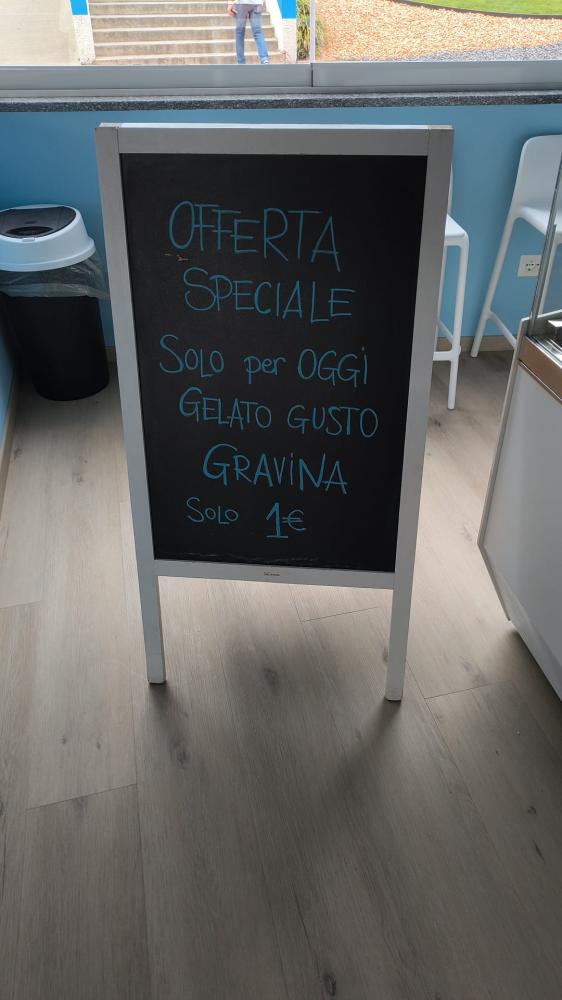 OFFERTA
SPECIALE
SOLO per OGGi
GELATO GUSTO
GRAViNA
SOLO 1€